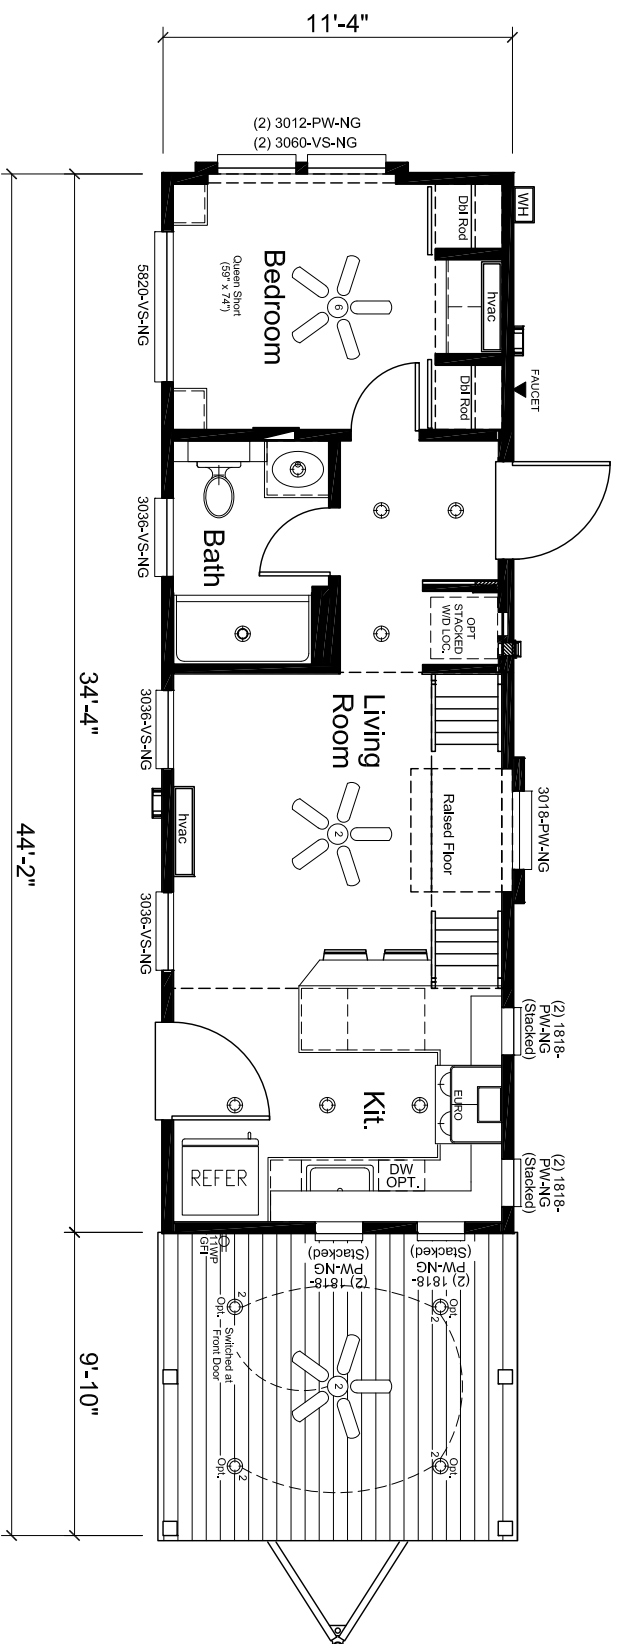 11'-4"
(2) 3012-PW-NG
(2) 3060-VS-NG
WH
Dbl Rod
hvac
Dbl Rod
FAUCET
Bedroom
Queen Short
(59" x 74")
6
5820-VS-NG
3036-VS-NG
Bath
OPT
STACKED
W/D LOC.
34'-4"
44'-2"
3036-VS-NG
Living
Room
2
Raised Floor
3018-PW-NG
hvac
3036-VS-NG
(2) 1818-
PW-NG
(Stacked)
Kit.
EURO
DW
OPT.
REFER
(2) 1818-
PW-NG
(Stacked)
11WP
GFI
(2) 1818-
PW-NG
(Stacked)
(2) 1818-
PW-NG
(Stacked)
9'-10"
2
Opt.
Opt.
2
Switched at
Front Door
2
Opt.
2
Opt.
2